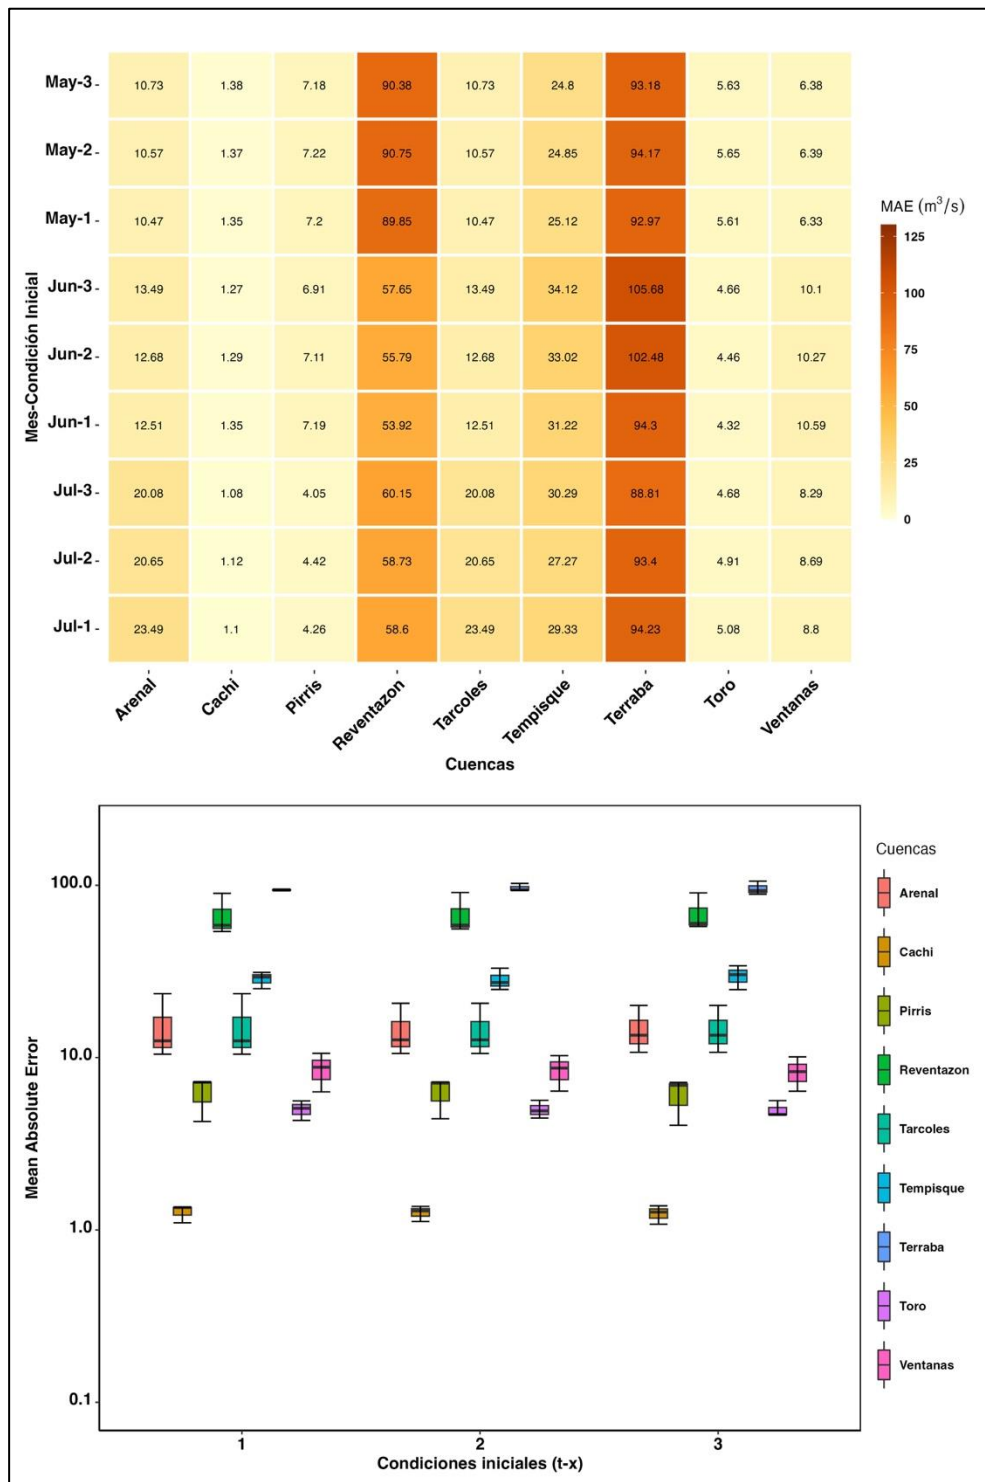 May-3 10.73 1.38 7.18 90.38 10.73 24.8 93.18 5.63 6.38
May-2 10.57 1.37 7.22 90.75 10.57 24.85 94.17 5.65 6.39
May-1 10.47 1.35 7.2 89.85 10.47 25.12 92.97 5.61 6.33
Jun-3 13.49 1.27 6.91 57.65 13.49 34.12 105.68 4.66 10.1
Jun-2 12.68 1.29 7.11 55.79 12.68 33.02 102.48 4.46 10.27
Jun-1 12.51 1.35 7.19 53.92 12.51 31.22 94.3 4.32 10.59
Jul-3 20.08 1.08 4.05 60.15 20.08 30.29 88.81 4.68 8.29
Jul-2 20.65 1.12 4.42 58.73 20.65 27.27 93.4 4.91 8.69
Jul-1 23.49 1.1 4.26 58.6 23.49 29.33 94.23 5.08 8.8
Mes-Condición Inicial
Arenal Cachi Pirris Reventazon Tarcoles Tempisque Terraba Toro Ventanas
Cuencas
MAE (m³/s)
125
100
75
50
25
0
100.0
10.0
1.0
0.1
Mean Absolute Error
1 2 3
Condiciones iniciales (t-x)
Cuencas
Arenal
Cachi
Pirris
Reventazon
Tarcoles
Tempisque
Terraba
Toro
Ventanas